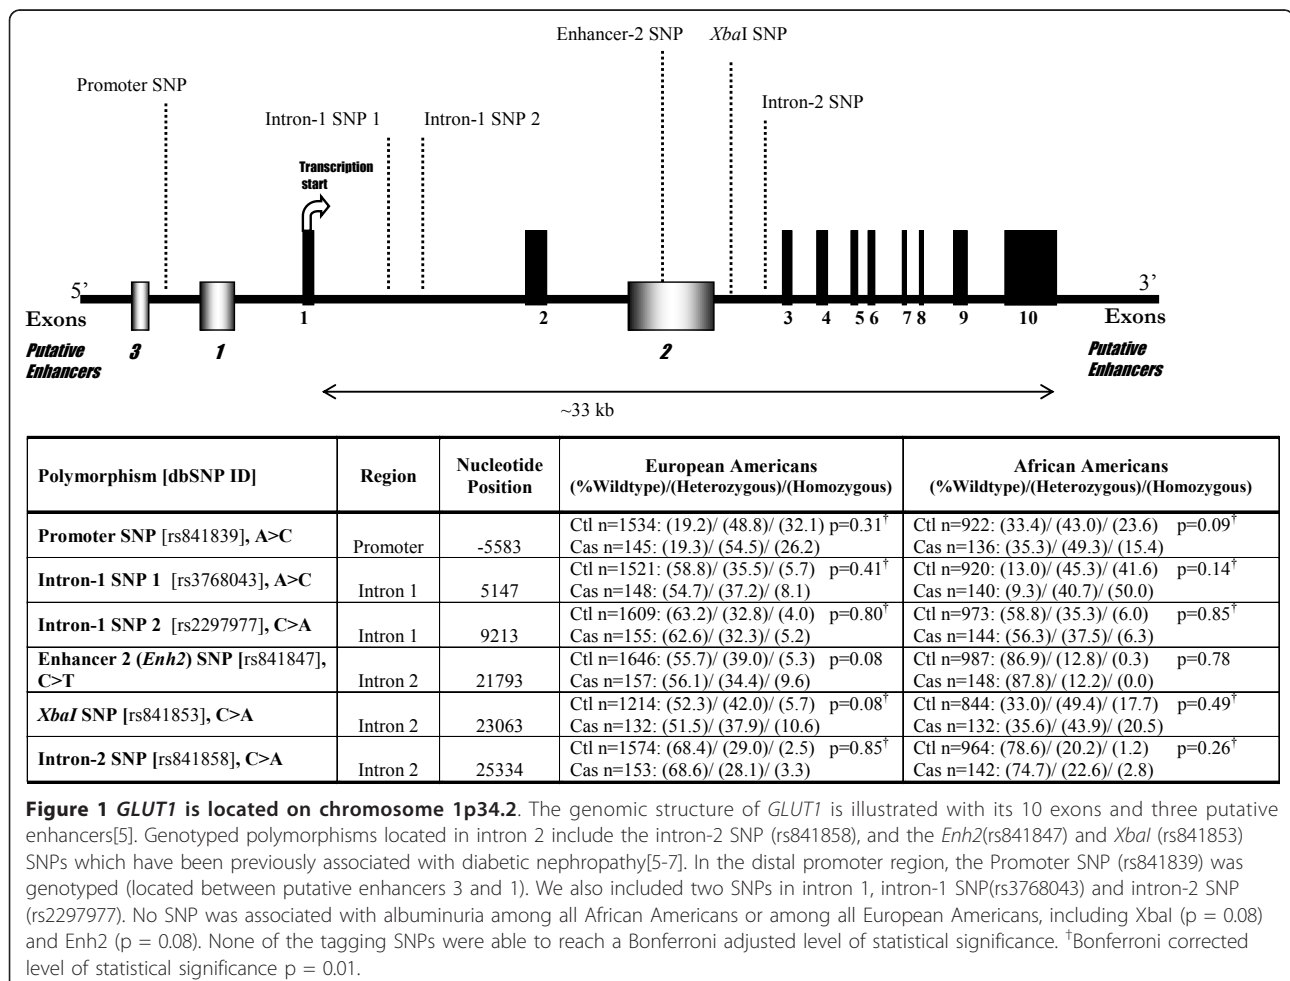 Enhancer-2 SNP XbaI SNP
Promoter SNP
Intron-2 SNP
Intron-1 SNP 1 Intron-1 SNP 2
Transcription
start
5’ 3’
Exons 1 2 3 4 5 6 7 8 9 10 Exons
Putative
Enhancers
3 1 2
Putative
Enhancers
~33 kb
Polymorphism [dbSNP ID] Region Nucleotide Position European Americans (%Wildtype)/(Heterozygous)/(Homozygous) African Americans (%Wildtype)/(Heterozygous)/(Homozygous)
Promoter SNP [rs841839], A>C Promoter -5583 Ctl n=1534: (19.2)/ (48.8)/ (32.1) p=0.31† Ctl n=922: (33.4)/ (43.0)/ (23.6) p=0.09†
Cas n=145: (19.3)/ (54.5)/ (26.2) Cas n=136: (35.3)/ (49.3)/ (15.4)
Intron-1 SNP 1 [rs3768043], A>C Intron 1 5147 Ctl n=1521: (58.8)/ (35.5)/ (5.7) p=0.41† Ctl n=920: (13.0)/ (45.3)/ (41.6) p=0.14†
Cas n=148: (54.7)/ (37.2)/ (8.1) Cas n=140: (9.3)/ (40.7)/ (50.0)
Intron-1 SNP 2 [rs2297977], C>A Intron 1 9213 Ctl n=1609: (63.2)/ (32.8)/ (4.0) p=0.80† Ctl n=973: (58.8)/ (35.3)/ (6.0) p=0.85†
Cas n=155: (62.6)/ (32.3)/ (5.2) Cas n=144: (56.3)/ (37.5)/ (6.3)
Enhancer 2 (Enh2) SNP [rs841847], C>T Intron 2 21793 Ctl n=1646: (55.7)/ (39.0)/ (5.3) p=0.08 Ctl n=987: (86.9)/ (12.8)/ (0.3) p=0.78
Cas n=157: (56.1)/ (34.4)/ (9.6) Cas n=148: (87.8)/ (12.2)/ (0.0)
XbaI SNP [rs841853], C>A Intron 2 23063 Ctl n=1214: (52.3)/ (42.0)/ (5.7) p=0.08† Ctl n=844: (33.0)/ (49.4)/ (17.7) p=0.49†
Cas n=132: (51.5)/ (37.9)/ (10.6) Cas n=132: (35.6)/ (43.9)/ (20.5)
Intron-2 SNP [rs841858], C>A Intron 2 25334 Ctl n=1574: (68.4)/ (29.0)/ (2.5) p=0.85† Ctl n=964: (78.6)/ (20.2)/ (1.2) p=0.26†
Cas n=153: (68.6)/ (28.1)/ (3.3) Cas n=142: (74.7)/ (22.6)/ (2.8)
Figure 1 GLUT1 is located on chromosome 1p34.2. The genomic structure of GLUT1 is illustrated with its 10 exons and three putative
enhancers[5]. Genotyped polymorphisms located in intron 2 include the intron-2 SNP (rs841858), and the Enh2(rs841847) and XbaI (rs841853)
SNPs which have been previously associated with diabetic nephropathy[5-7]. In the distal promoter region, the Promoter SNP (rs841839) was
genotyped (located between putative enhancers 3 and 1). We also included two SNPs in intron 1, intron-1 SNP(rs3768043) and intron-2 SNP
(rs2297977). No SNP was associated with albuminuria among all African Americans or among all European Americans, including XbaI (p = 0.08)
and Enh2 (p = 0.08). None of the tagging SNPs were able to reach a Bonferroni adjusted level of statistical significance. †Bonferroni corrected
level of statistical significance p = 0.01.